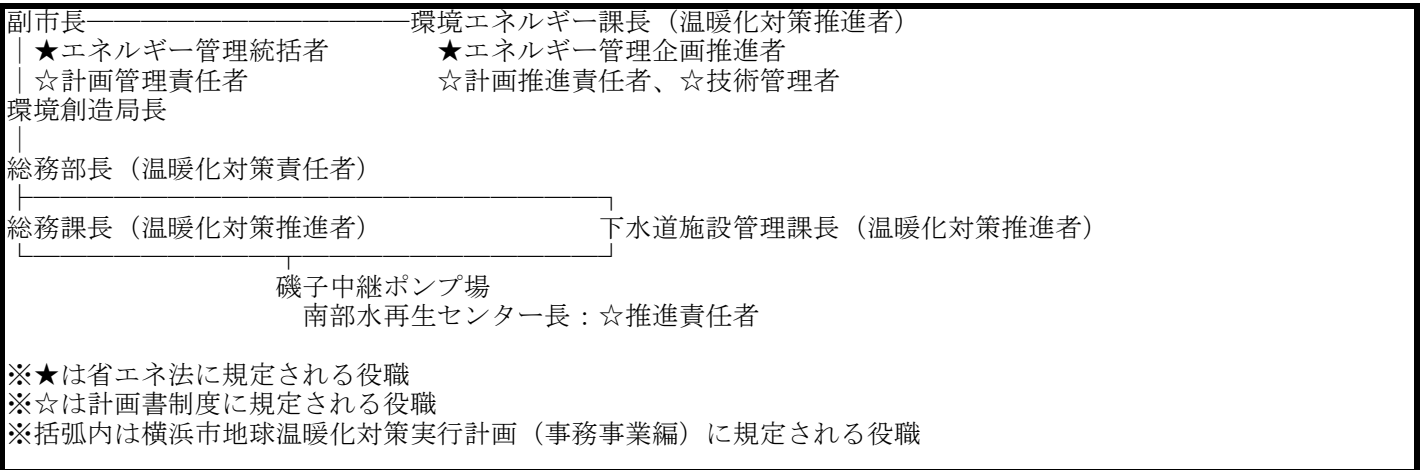 副市長――――――――――――環境エネルギー課長（温暖化対策推進者）
│★エネルギー管理統括者　　　　★エネルギー管理企画推進者
│☆計画管理責任者　　　　　　　☆計画推進責任者、☆技術管理者
環境創造局長
│
総務部長（温暖化対策責任者）
├─────────────────────┐
総務課長（温暖化対策推進者）　　　　　　　　　下水道施設管理課長（温暖化対策推進者）
└─────────┬───────────┘
磯子中継ポンプ場
南部水再生センター長：☆推進責任者
※★は省エネ法に規定される役職
※☆は計画書制度に規定される役職
※括弧内は横浜市地球温暖化対策実行計画（事務事業編）に規定される役職